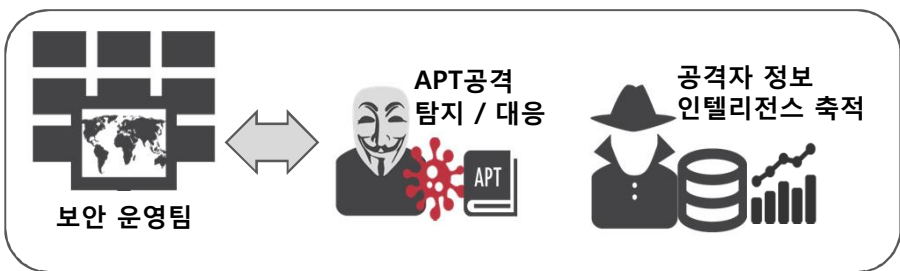 APT공격
탐지 / 대응
공격자 정보
인텔리전스 축적
APT
보안 운영팀